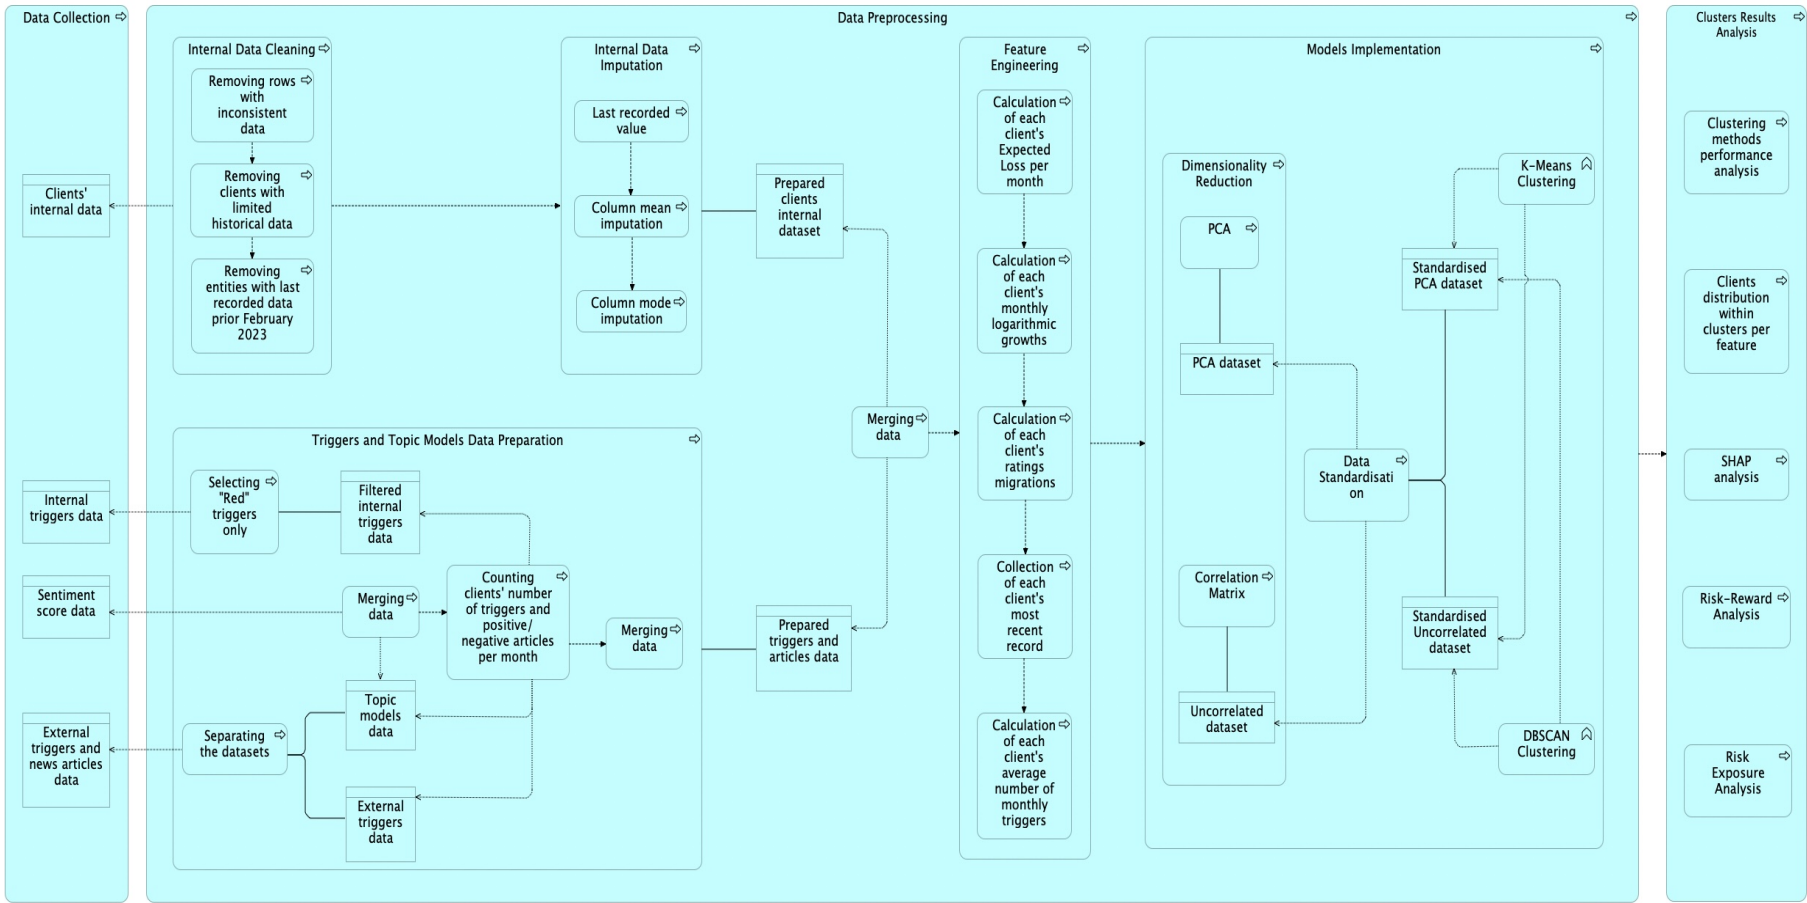 Data Collection
Clients'
internal data
Internal
triggers data
Sentiment
score data
External
triggers and
news articles
data
Data Preprocessing
Internal Data Cleaning
Removing rows
with
inconsistent
data
Removing
clients with
limited
historical data
Removing
entities with last
recorded data
prior February
2023
Internal Data
Imputation
Last recorded
value
Column mean
imputation
Column mode
imputation
Prepared
clients
internal
dataset
Triggers and Topic Models Data Preparation
Selecting
"Red"
triggers
only
Filtered
internal
triggers
data
Merging
data
Counting
clients' number
of triggers and
positive/
negative articles
per month
Merging
data
Topic
models
data
Separating
the datasets
External
triggers
data
Prepared
triggers and
articles data
Merging
data
Feature
Engineering
Calculation
of each
client's
Expected
Loss per
month
Calculation
of each
client's
monthly
logarithmic
growths
Calculation
of each
client's
ratings
migrations
Collection
of each
client's
most
recent
record
Calculation
of each
client's
average
number of
monthly
triggers
Models Implementation
Dimensionality
Reduction
PCA
PCA dataset
Correlation
Matrix
Uncorrelated
dataset
Data
Standardisati
on
K-Means
Clustering
Standardised
PCA dataset
Standardised
Uncorrelated
dataset
DBSCAN
Clustering
Clusters Results
Analysis
Clustering
methods
performance
analysis
Clients
distribution
within
clusters per
feature
SHAP
analysis
Risk-Reward
Analysis
Risk
Exposure
Analysis